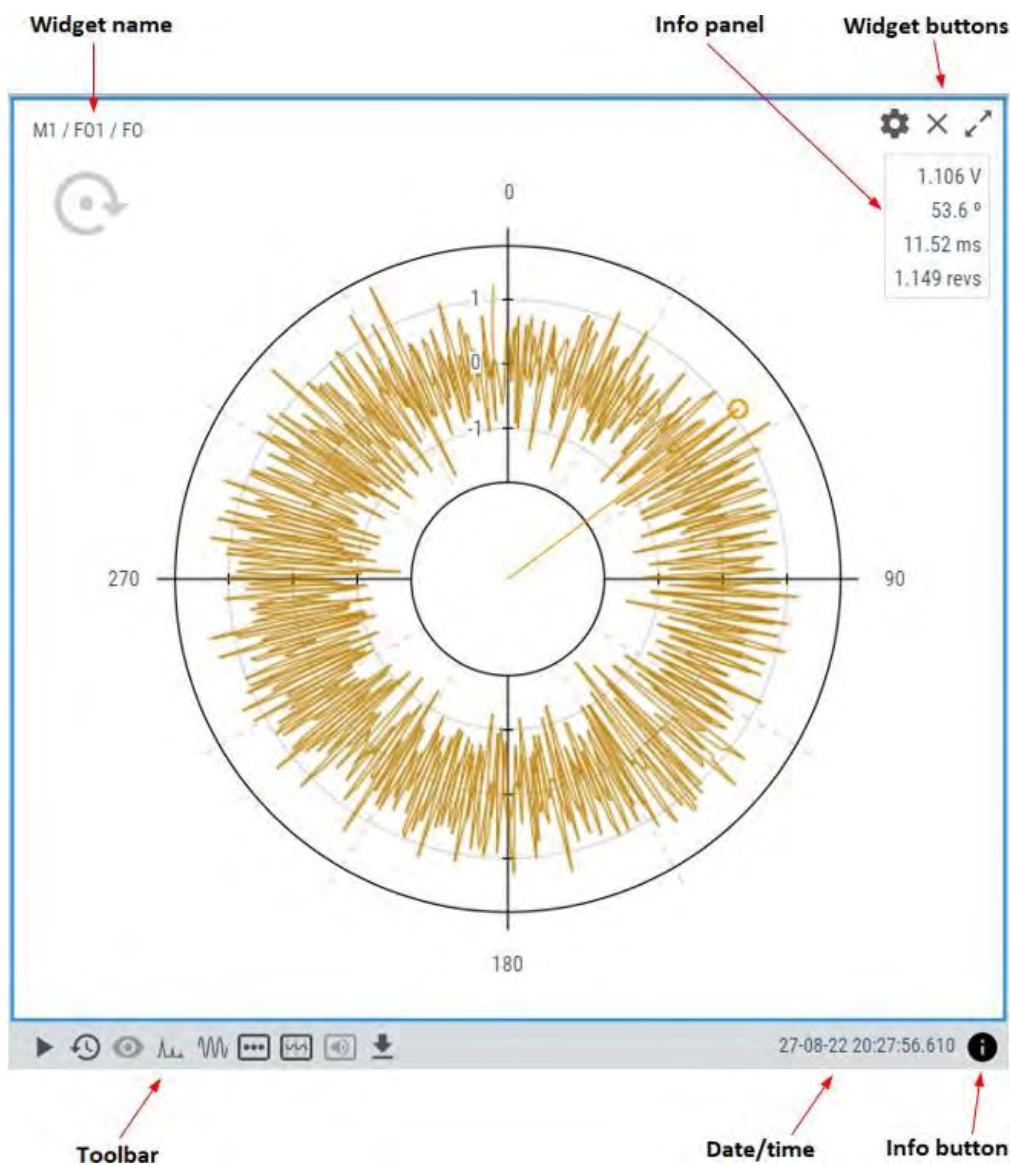 Widget name
Info panel
Widget buttons
M1 / F01 / FO
1.106 V
53.6 º
11.52 ms
1.149 revs
0
1
0
-1
270
90
180
27-08-22 20:27:56.610
Toolbar
Date/time
Info button